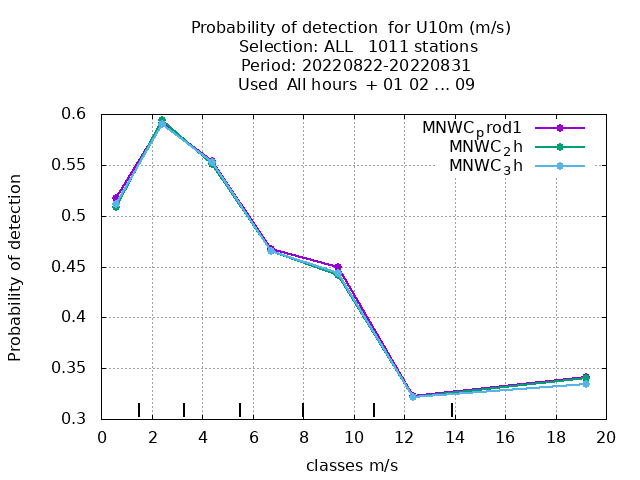 Probability of detection  for U10m (m/s)
Selection: ALL   1011 stations
Period: 20220822-20220831
Used  All hours  + 01 02 ... 09
MNWC_prod1
MNWC_2h
MNWC_3h
Probability of detection
0.6
0.55
0.5
0.45
0.4
0.35
0.3
0 2 4 6 8 10 12 14 16 18 20
classes m/s